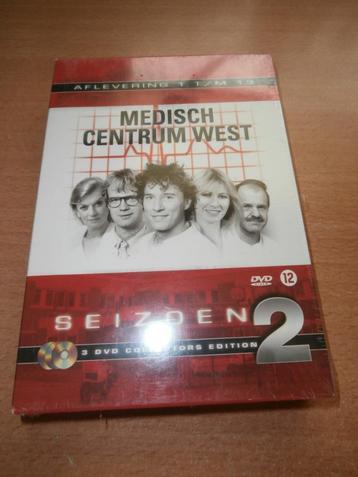 AFLEVERING 1 T/M 13
MEDISCH
CENTRUM WEST
DVD
12
SEIZOEN 2
3 DVD COLLECTORS EDITION